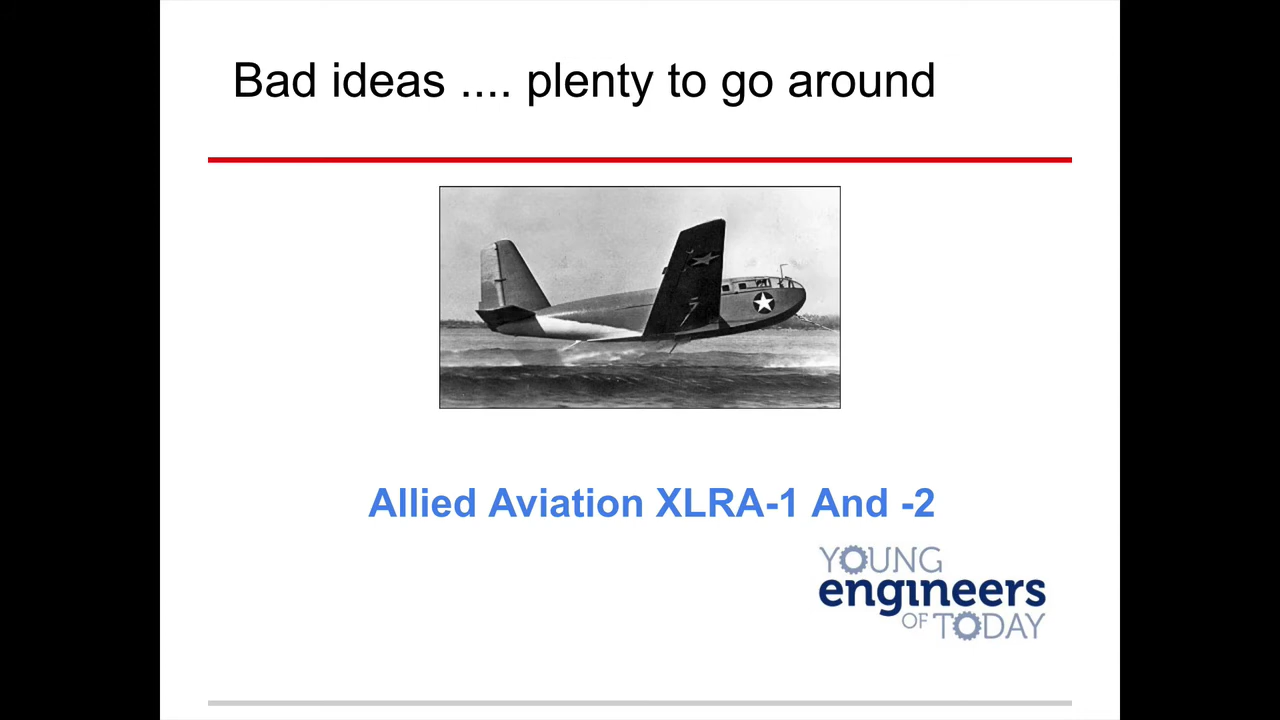 Bad ideas .... plenty to go around
Allied Aviation XLRA-1 And -2
YOUNG
engineers
OF TODAY